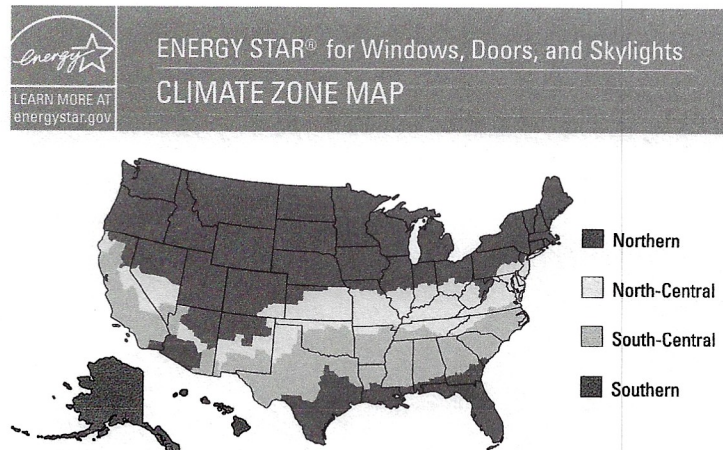 energy
LEARN MORE AT
energystar.gov
ENERGY STAR® for Windows, Doors, and Skylights
CLIMATE ZONE MAP
Northern
North-Central
South-Central
Southern